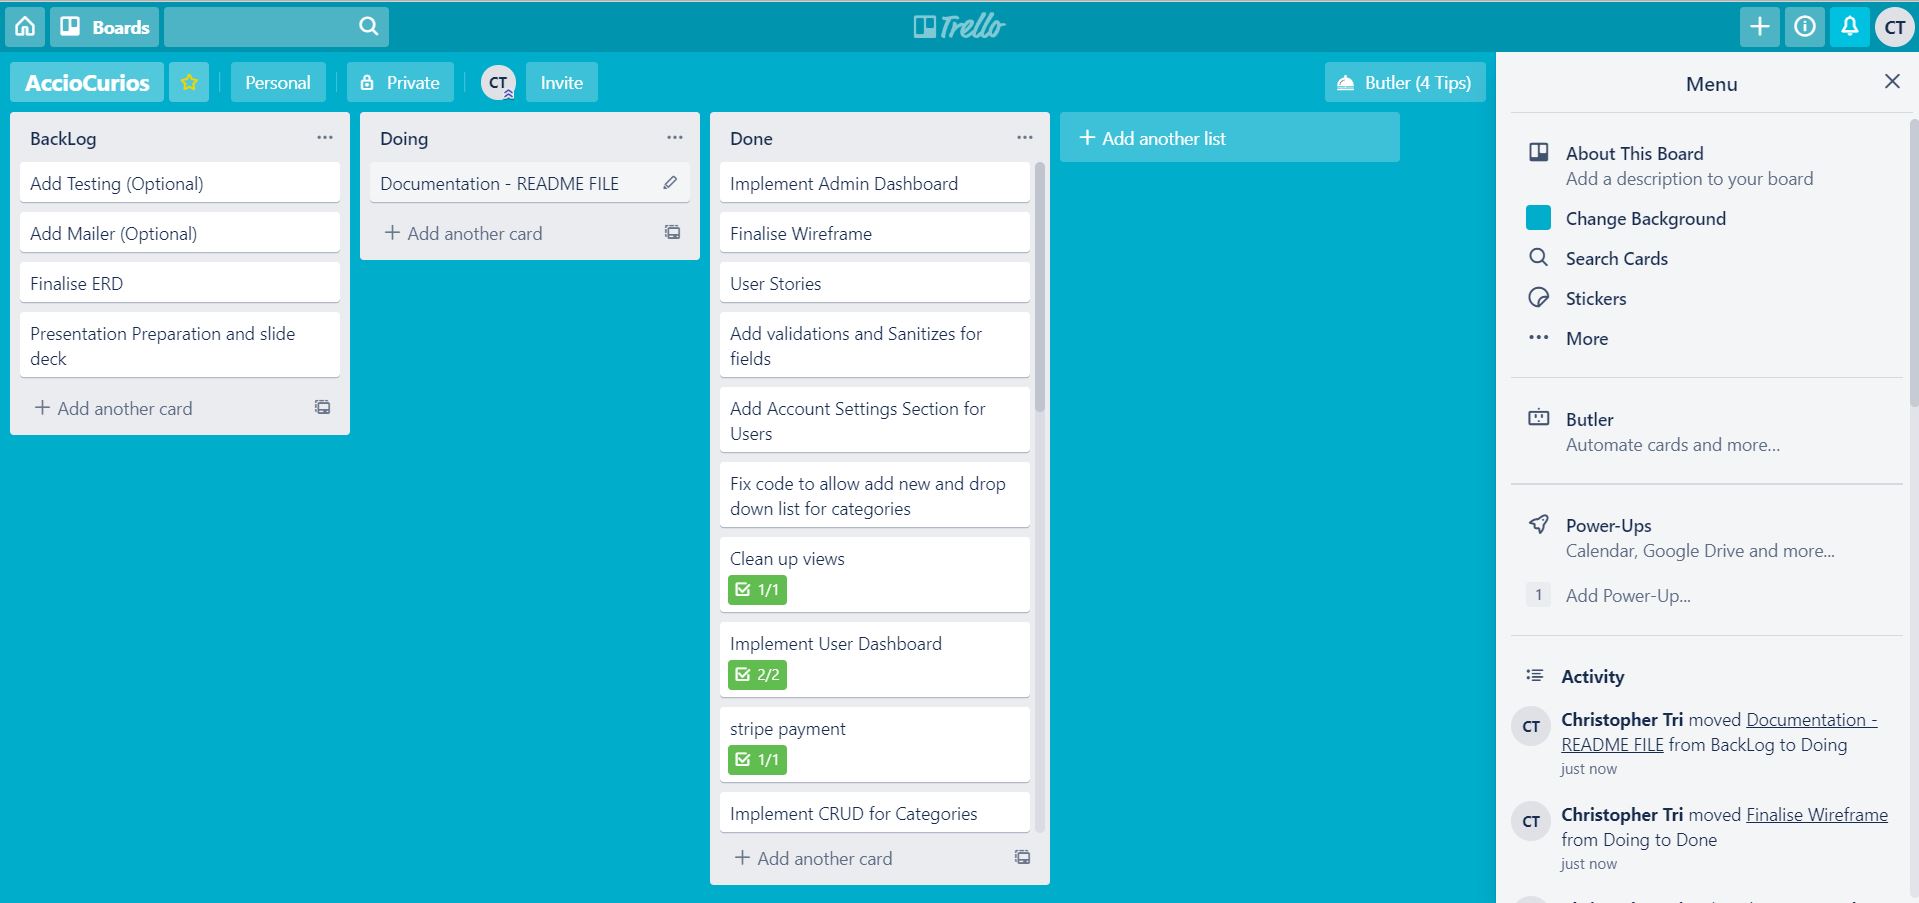 Boards
Trello
CT
AccioCurios
Personal
Private
CT
Invite
Butler (4 Tips)
BackLog
Add Testing (Optional)
Add Mailer (Optional)
Finalise ERD
Presentation Preparation and slide
deck
+ Add another card
Doing
Documentation - README FILE
+ Add another card
Done
Implement Admin Dashboard
Finalise Wireframe
User Stories
Add validations and Sanitizes for
fields
Add Account Settings Section for
Users
Fix code to allow add new and drop
down list for categories
Clean up views
1/1
Implement User Dashboard
2/2
stripe payment
1/1
Implement CRUD for Categories
+ Add another card
+ Add another list
Menu
About This Board
Add a description to your board
Change Background
Search Cards
Stickers
More
Butler
Automate cards and more...
Power-Ups
Calendar, Google Drive and more...
1 Add Power-Up...
Activity
CT
Christopher Tri moved Documentation -
README FILE from BackLog to Doing
just now
CT
Christopher Tri moved Finalise Wireframe
from Doing to Done
just now